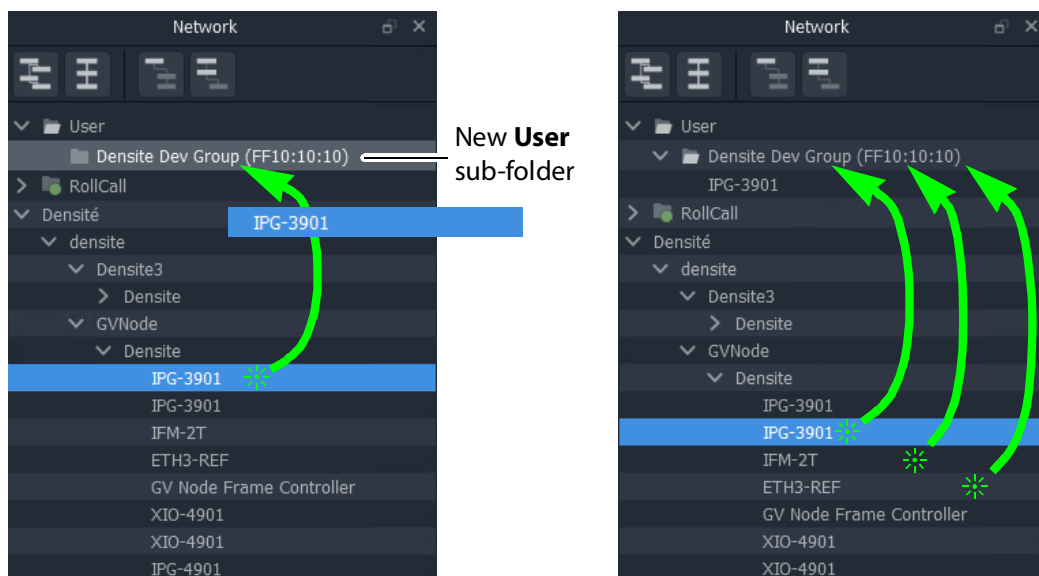 Network
User
Densite Dev Group (FF10:10:10)
RollCall
Densité
IPG-3901
densite
Densite3
Densite
GVNode
Densite
IPG-3901
IPG-3901
IFM-2T
ETH3-REF
GV Node Frame Controller
XIO-4901
XIO-4901
IPG-4901
New User
sub-folder
Network
User
Densite Dev Group (FF10:10:10)
IPG-3901
RollCall
Densité
densite
Densite3
Densite
GVNode
Densite
IPG-3901
IPG-3901
IFM-2T
ETH3-REF
GV Node Frame Controller
XIO-4901
XIO-4901